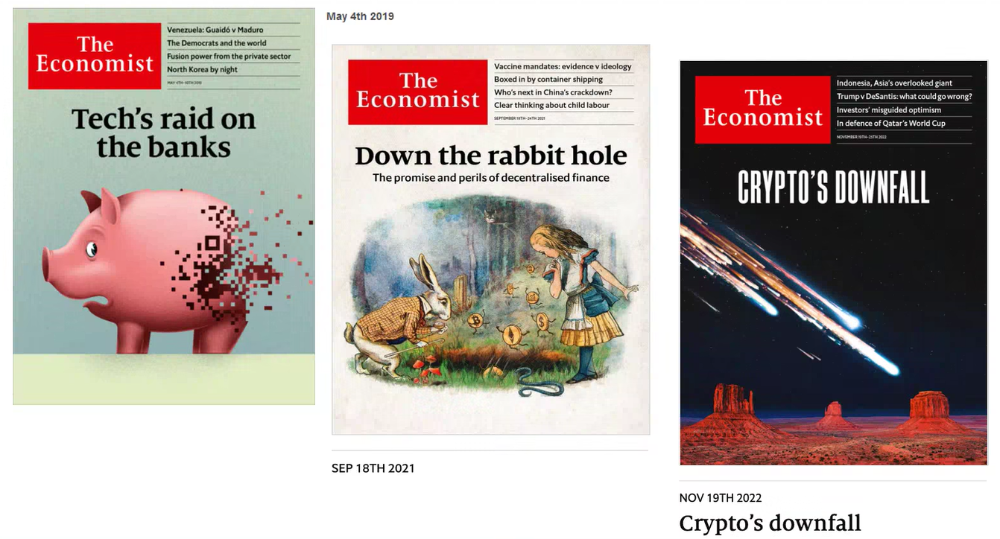 The
Economist
Venezuela: Guaidó v Maduro
The Democrats and the world
Fusion power from the private sector
North Korea by night
MAY 4TH-10TH 2019
Tech's raid on
the banks
May 4th 2019
The
Economist
Vaccine mandates: evidence v ideology
Boxed in by container shipping
Who's next in China's crackdown?
Clear thinking about child labour
SEPTEMBER 18TH-24TH 2021
Down the rabbit hole
The promise and perils of decentralised finance
SEP 18TH 2021
The
Economist
Indonesia, Asia's overlooked giant
Trump v DeSantis: what could go wrong?
Investors' misguided optimism
In defence of Qatar's World Cup
NOVEMBER 19TH-25TH 2022
CRYPTO'S DOWNFALL
NOV 19TH 2022
Crypto's downfall